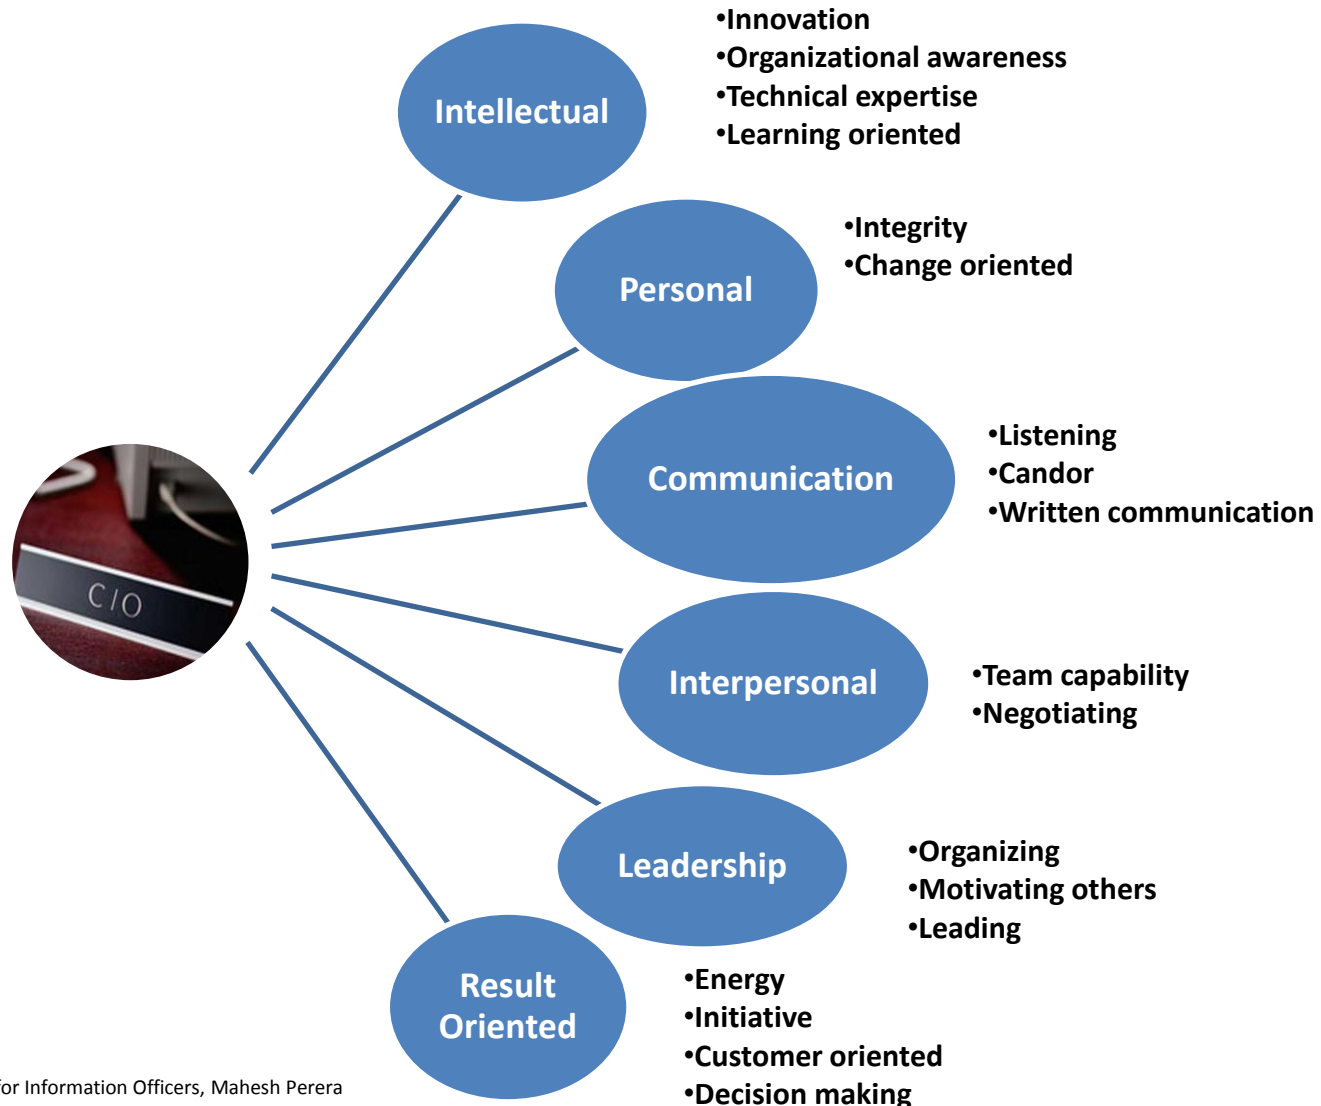 Intellectual
•Innovation
•Organizational awareness
•Technical expertise
•Learning oriented
Personal
•Integrity
•Change oriented
Communication
•Listening
•Candor
•Written communication
CIO
Interpersonal
•Team capability
•Negotiating
Leadership
•Organizing
•Motivating others
•Leading
Result
Oriented
•Energy
•Initiative
•Customer oriented
•Decision making
for Information Officers, Mahesh Perera